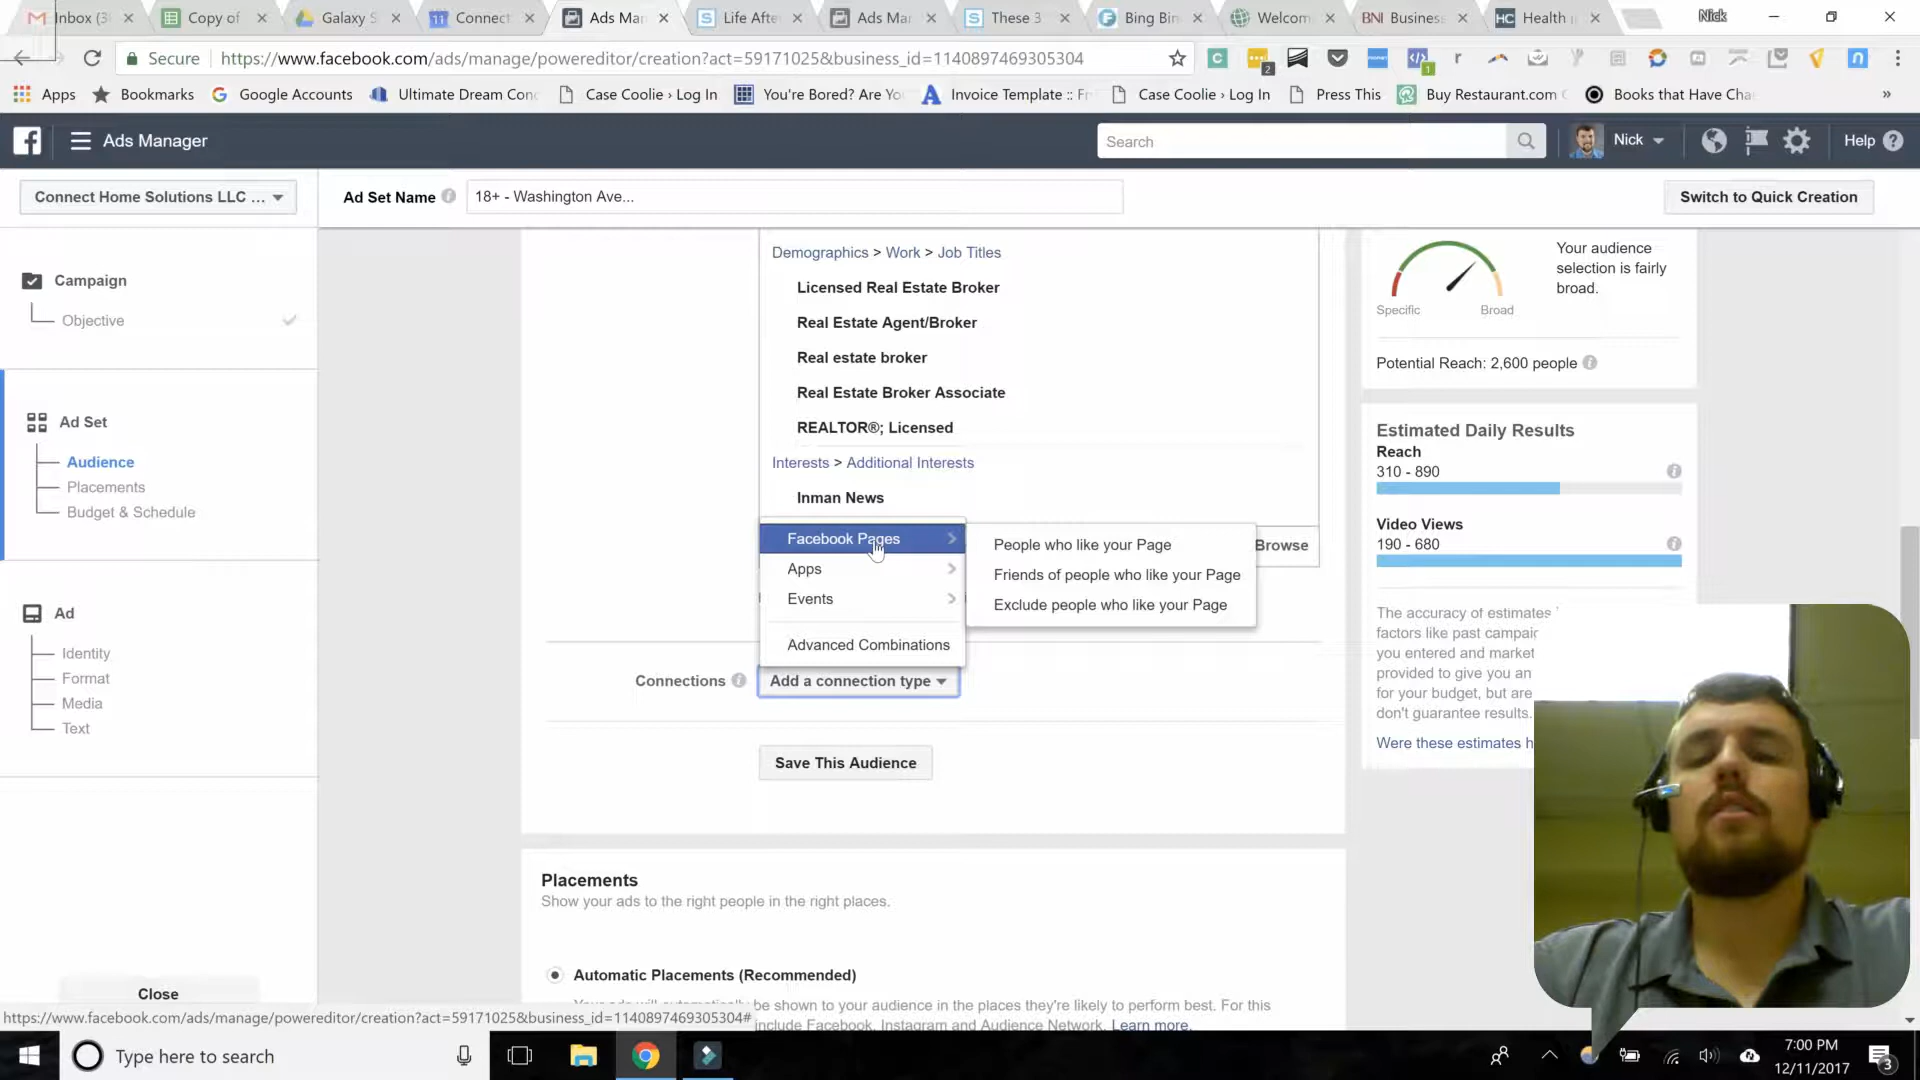 Inbox (3
Copy of
Galaxy S
Connect
Ads Man
Life Afte
Ads Mar
These 3
Bing Bin
Welcom
BNI Business
Health i
Nick
Secure
https://www.facebook.com/ads/manage/powereditor/creation?act=59171025&business_id=1140897469305304
2
1
Apps
Bookmarks
Google Accounts
Ultimate Dream Conc
Case Coolie › Log In
You're Bored? Are Yo
Invoice Template :: Fr
Case Coolie › Log In
Press This
Buy Restaurant.com
Books that Have Cha
»
Ads Manager
Search
Nick
Help
Connect Home Solutions LLC ...
Ad Set Name
18+ - Washington Ave...
Switch to Quick Creation
Campaign
Objective
Ad Set
Audience
Placements
Budget & Schedule
Ad
Identity
Format
Media
Text
Close
Demographics > Work > Job Titles
Licensed Real Estate Broker
Real Estate Agent/Broker
Real estate broker
Real Estate Broker Associate
REALTOR®; Licensed
Interests > Additional Interests
Inman News
Facebook Pages
Apps
Events
Advanced Combinations
People who like your Page
Friends of people who like your Page
Exclude people who like your Page
Browse
Connections
Add a connection type
Save This Audience
Placements
Show your ads to the right people in the right places.
Automatic Placements (Recommended)
Your ads will automatically be shown to your audience in the places they're likely to perform best. For this
include Facebook, Instagram and Audience Network. Learn more.
Specific
Broad
Your audience
selection is fairly
broad.
Potential Reach: 2,600 people
Estimated Daily Results
Reach
310 - 890
Video Views
190 - 680
The accuracy of estimates
factors like past campaig
you entered and market
provided to give you an
for your budget, but are
don't guarantee results.
Were these estimates h
https://www.facebook.com/ads/manage/powereditor/creation?act=59171025&business_id=1140897469305304#
Type here to search
7:00 PM
12/11/2017
3